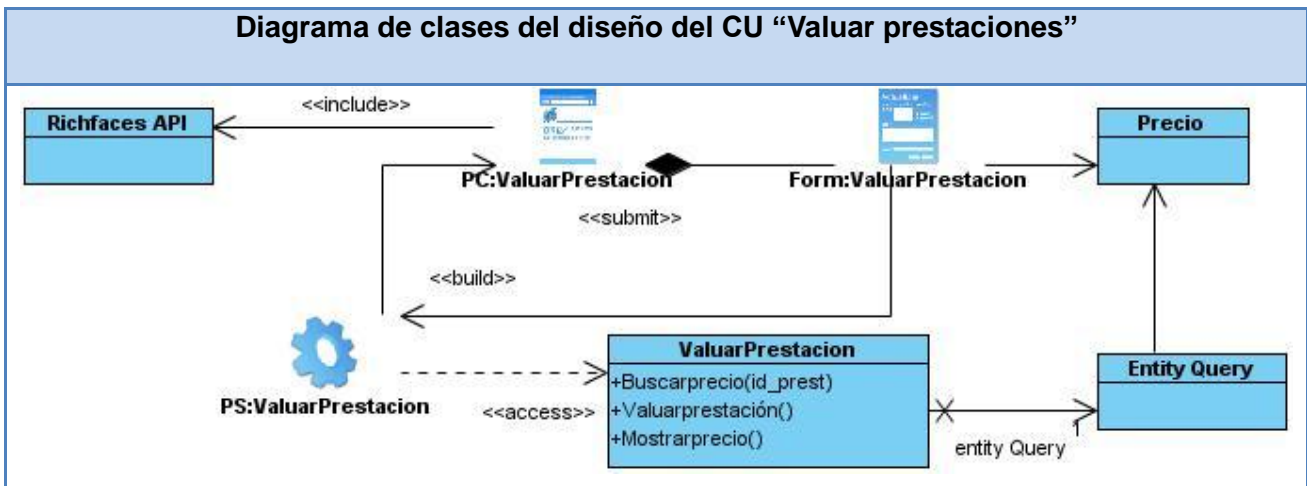 Diagrama de clases del diseño del CU “Valuar prestaciones”
<<include>>
Richfaces API
Precio
PC:ValuarPrestacion
Form:ValuarPrestacion
<<submit>>
<<build>>
ValuarPrestacion
+Buscarprecio(id_prest)
+Valuarprestación()
+Mostrarprecio()
Entity Query
PS:ValuarPrestacion
<<access>>
1
entity Query